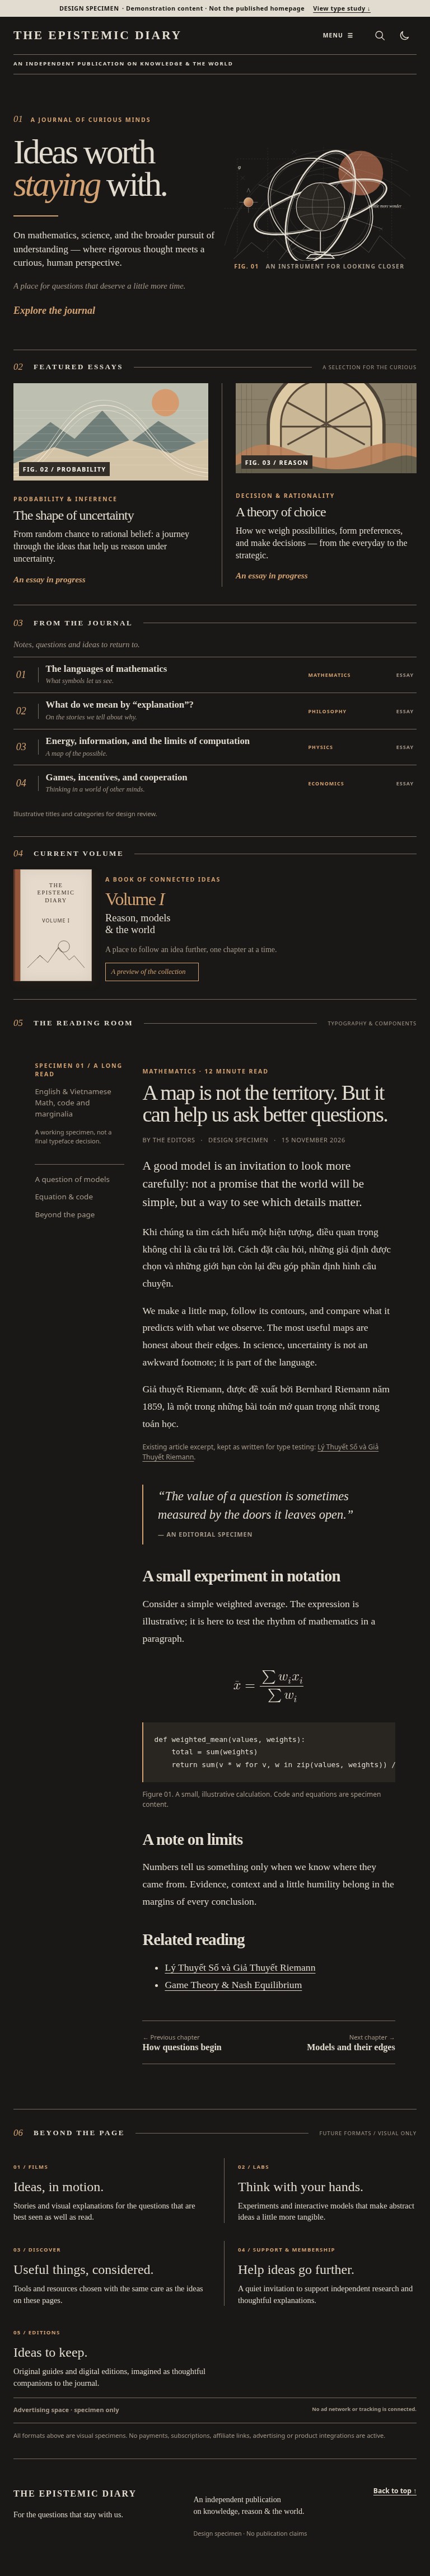 DESIGN SPECIMEN · Demonstration content · Not the published homepage View type study ↓
THE EPISTEMIC DIARY
MENU ☰
AN INDEPENDENT PUBLICATION ON KNOWLEDGE & THE WORLD
01 A JOURNAL OF CURIOUS MINDS
Ideas worth
staying with.
On mathematics, science, and the broader pursuit of
understanding — where rigorous thought meets a
curious, human perspective.
A place for questions that deserve a little more time.
Explore the journal
FIG. 01 AN INSTRUMENT FOR LOOKING CLOSER
02 FEATURED ESSAYS
A SELECTION FOR THE CURIOUS
FIG. 02 / PROBABILITY
PROBABILITY & INFERENCE
The shape of uncertainty
From random chance to rational belief: a journey
through the ideas that help us reason under
uncertainty.
An essay in progress
FIG. 03 / REASON
DECISION & RATIONALITY
A theory of choice
How we weigh possibilities, form preferences,
and make decisions — from the everyday to the
strategic.
An essay in progress
03 FROM THE JOURNAL
Notes, questions and ideas to return to.
01 The languages of mathematics
What symbols let us see.
MATHEMATICS ESSAY
02 What do we mean by “explanation”?
On the stories we tell about why.
PHILOSOPHY ESSAY
03 Energy, information, and the limits of computation
A map of the possible.
PHYSICS ESSAY
04 Games, incentives, and cooperation
Thinking in a world of other minds.
ECONOMICS ESSAY
Illustrative titles and categories for design review.
04 CURRENT VOLUME
THE
EPISTEMIC
DIARY
VOLUME I
A BOOK OF CONNECTED IDEAS
Volume I
Reason, models
& the world
A place to follow an idea further, one chapter at a time.
A preview of the collection
05 THE READING ROOM
TYPOGRAPHY & COMPONENTS
SPECIMEN 01 / A LONG
READ
English & Vietnamese
Math, code and
marginalia
A working specimen, not a
final typeface decision.
A question of models
Equation & code
Beyond the page
MATHEMATICS · 12 MINUTE READ
A map is not the territory. But it
can help us ask better questions.
BY THE EDITORS · DESIGN SPECIMEN · 15 NOVEMBER 2026
A good model is an invitation to look more
carefully: not a promise that the world will be
simple, but a way to see which details matter.
Khi chúng ta tìm cách hiểu một hiện tượng, điều quan trọng
không chỉ là câu trả lời. Cách đặt câu hỏi, những giả định được
chọn và những giới hạn còn lại đều góp phần định hình câu
chuyện.
We make a little map, follow its contours, and compare what it
predicts with what we observe. The most useful maps are
honest about their edges. In science, uncertainty is not an
awkward footnote; it is part of the language.
Giả thuyết Riemann, được đề xuất bởi Bernhard Riemann năm
1859, là một trong những bài toán mở quan trọng nhất trong
toán học.
Existing article excerpt, kept as written for type testing: Lý Thuyết Số và Giả
Thuyết Riemann.
“The value of a question is sometimes
measured by the doors it leaves open.”
— AN EDITORIAL SPECIMEN
A small experiment in notation
Consider a simple weighted average. The expression is
illustrative; it is here to test the rhythm of mathematics in a
paragraph.
x̄ = ∑ wᵢxᵢ / ∑ wᵢ
def weighted_mean(values, weights):
total = sum(weights)
return sum(v * w for v, w in zip(values, weights)) /
Figure 01. A small, illustrative calculation. Code and equations are specimen
content.
A note on limits
Numbers tell us something only when we know where they
came from. Evidence, context and a little humility belong in the
margins of every conclusion.
Related reading
• Lý Thuyết Số và Giả Thuyết Riemann
• Game Theory & Nash Equilibrium
← Previous chapter
How questions begin
Next chapter →
Models and their edges
06 BEYOND THE PAGE
FUTURE FORMATS / VISUAL ONLY
01 / FILMS
Ideas, in motion.
Stories and visual explanations for the questions that are
best seen as well as read.
02 / LABS
Think with your hands.
Experiments and interactive models that make abstract
ideas a little more tangible.
03 / DISCOVER
Useful things, considered.
Tools and resources chosen with the same care as the ideas
on these pages.
04 / SUPPORT & MEMBERSHIP
Help ideas go further.
A quiet invitation to support independent research and
thoughtful explanations.
05 / EDITIONS
Ideas to keep.
Original guides and digital editions, imagined as thoughtful
companions to the journal.
Advertising space · specimen only
No ad network or tracking is connected.
All formats above are visual specimens. No payments, subscriptions, affiliate links, advertising or product integrations are active.
THE EPISTEMIC DIARY
For the questions that stay with us.
An independent publication
on knowledge, reason & the world.
Design specimen · No publication claims
Back to top ↑